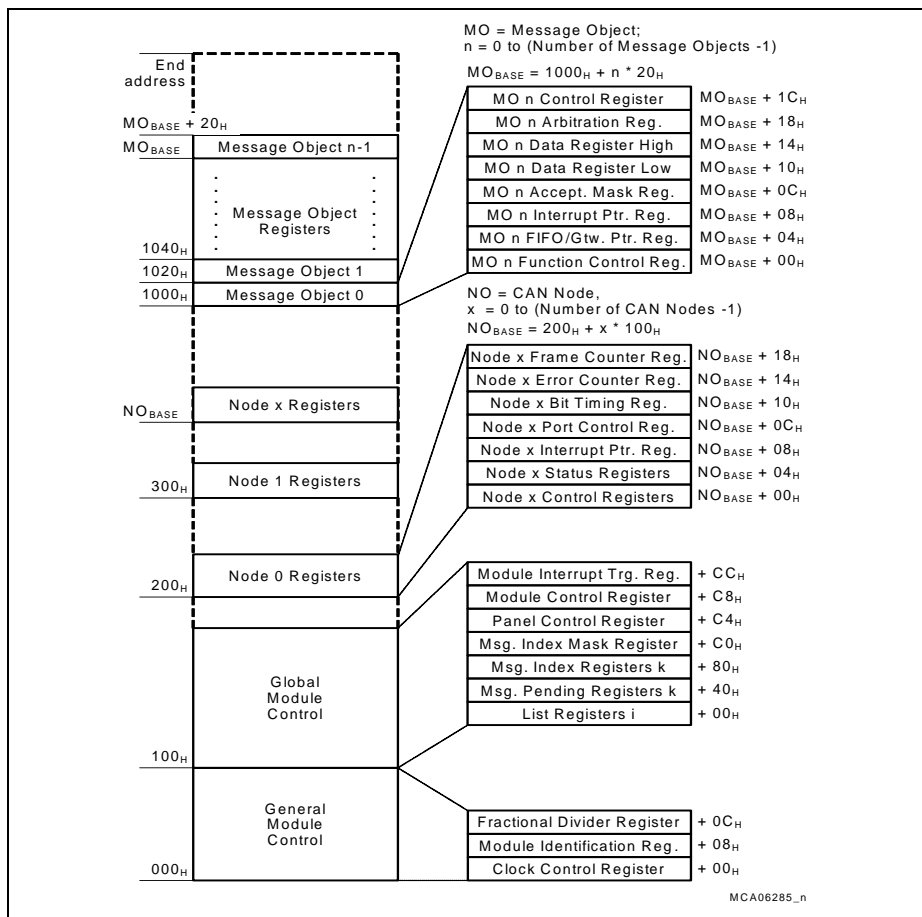 MO = Message Object;
n = 0 to (Number of Message Objects -1)
MOBASE = 1000H + n * 20H
End
address
MOBASE + 20H
MOBASE
Message Object n-1
Message Object
Registers
1040H
1020H
Message Object 1
1000H
Message Object 0
MO n Control Register MOBASE + 1CH
MO n Arbitration Reg. MOBASE + 18H
MO n Data Register High MOBASE + 14H
MO n Data Register Low MOBASE + 10H
MO n Accept. Mask Reg. MOBASE + 0CH
MO n Interrupt Ptr. Reg. MOBASE + 08H
MO n FIFO/Gtw. Ptr. Reg. MOBASE + 04H
MO n Function Control Reg. MOBASE + 00H
NO = CAN Node,
x = 0 to (Number of CAN Nodes -1)
NOBASE = 200H + x * 100H
NOBASE
Node x Registers
300H
Node 1 Registers
200H
Node 0 Registers
Node x Frame Counter Reg. NOBASE + 18H
Node x Error Counter Reg. NOBASE + 14H
Node x Bit Timing Reg. NOBASE + 10H
Node x Port Control Reg. NOBASE + 0CH
Node x Interrupt Ptr. Reg. NOBASE + 08H
Node x Status Registers NOBASE + 04H
Node x Control Registers NOBASE + 00H
Global
Module
Control
100H
Module Interrupt Trg. Reg. + CCH
Module Control Register + C8H
Panel Control Register + C4H
Msg. Index Mask Register + C0H
Msg. Index Registers k + 80H
Msg. Pending Registers k + 40H
List Registers i + 00H
General
Module
Control
000H
Fractional Divider Register + 0CH
Module Identification Reg. + 08H
Clock Control Register + 00H
MCA06285_n